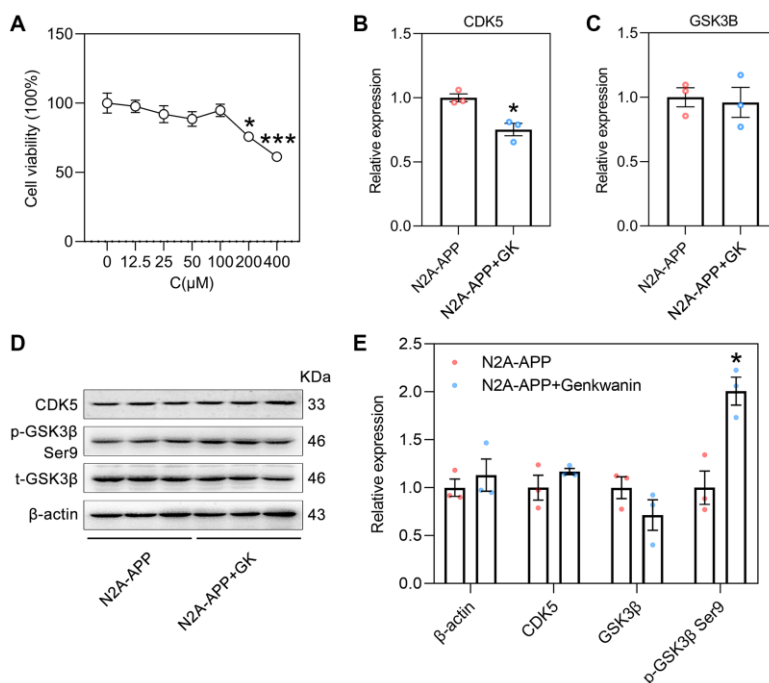 A
Cell viability (100%)
150
100
50
0
*
***
0 12.5 25 50 100 200 400
C(μM)
B
CDK5
Relative expression
1.5
1.0
0.5
0.0
*
N2A-APP
N2A-APP+GK
C
GSK3B
Relative expression
1.5
1.0
0.5
0.0
N2A-APP
N2A-APP+GK
D
KDa
CDK5 33
p-GSK3β 46
Ser9
t-GSK3β 46
β-actin 43
N2A-APP
N2A-APP+GK
E
N2A-APP
N2A-APP+Genkwanin
Relative expression
2.5
2.0
1.5
1.0
0.5
0.0
*
β-actin
CDK5
GSK3β
p-GSK3β Ser9